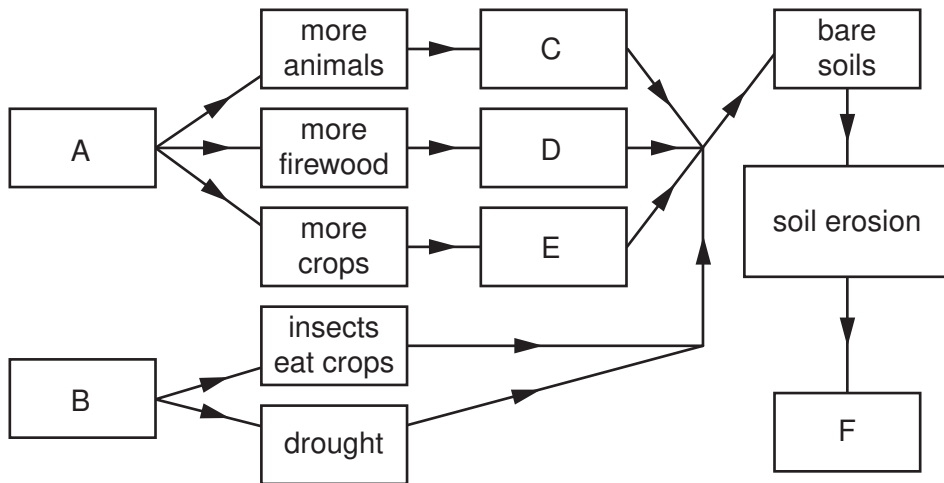 more
animals
C
bare
soils
A
more
firewood
D
more
crops
E
soil erosion
insects
eat crops
B
drought
F